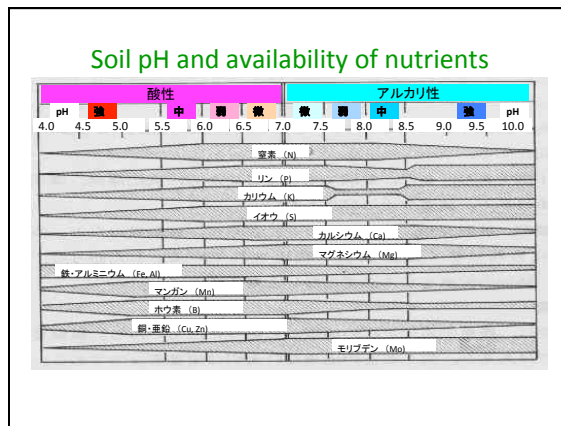 Soil pH and availability of nutrients
酸性 アルカリ性
pH 強 中 弱 微 微 弱 中 強 pH
4.0 4.5 5.0 5.5 6.0 6.5 7.0 7.5 8.0 8.5 9.0 9.5 10.0
窒素 (N)
リン (P)
カリウム (K)
イオウ (S)
カルシウム (Ca)
マグネシウム (Mg)
鉄・アルミニウム (Fe, Al)
マンガン (Mn)
ホウ素 (B)
銅・亜鉛 (Cu, Zn)
モリブデン (Mo)